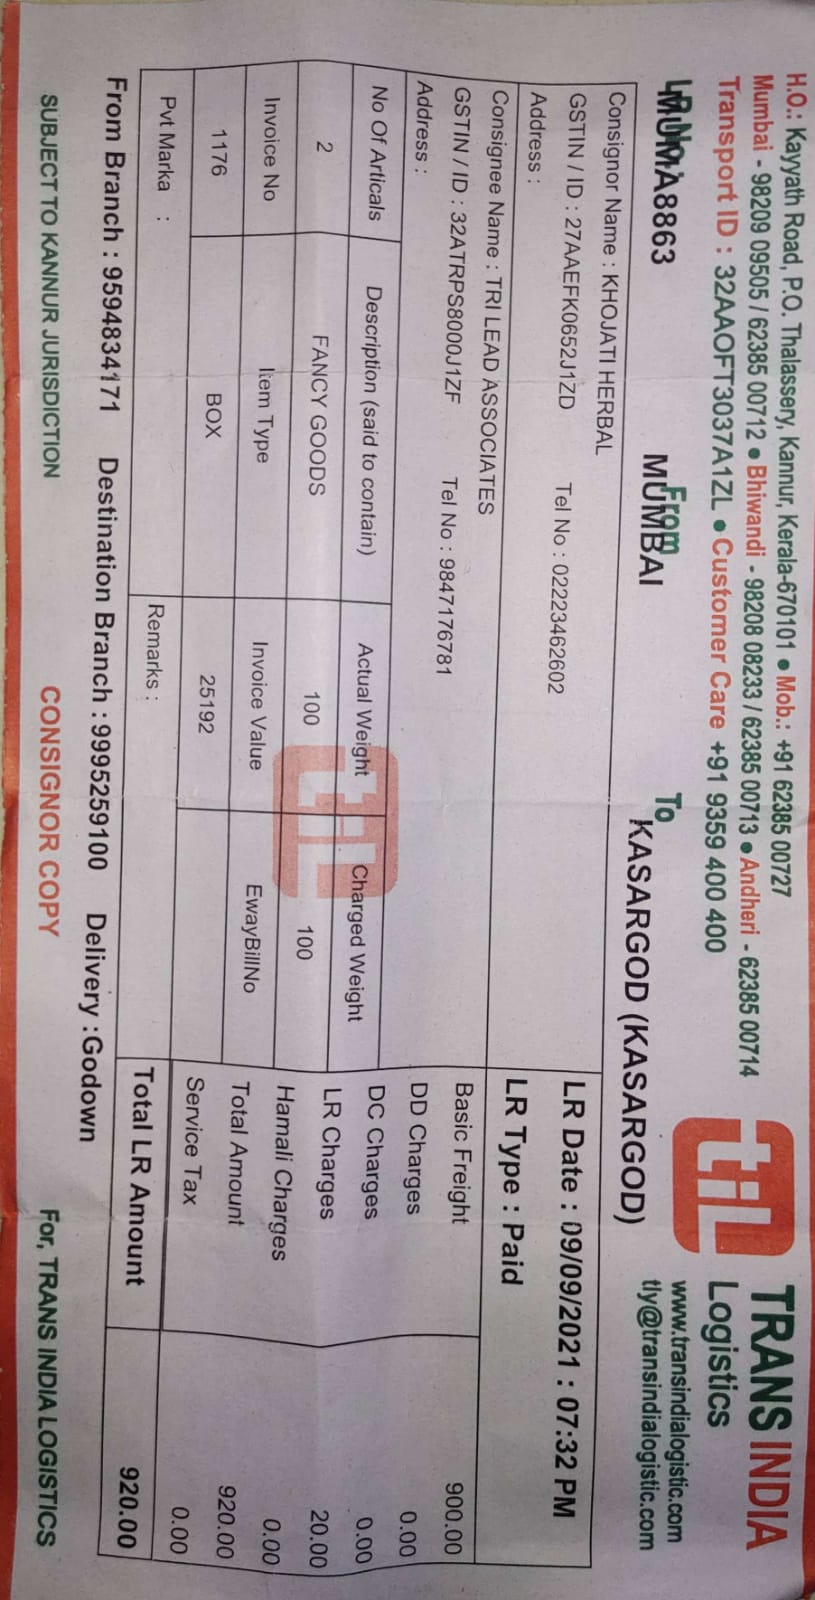 H.O.: Kayyath Road, P.O. Thalassery, Kannur, Kerala-670101 ● Mob.: +91 62385 00727
Mumbai - 98209 09505 / 62385 00712 ● Bhiwandi - 98208 08233 / 62385 00713 ● Andheri - 62385 00714
Transport ID : 32AAOFT3037A1ZL ● Customer Care +91 9359 400 400
til TRANS INDIA
Logistics
www.transindialogistic.com
tly@transindialogistic.com
MUMA8863 From MUMBAI To KASARGOD (KASARGOD)
Consignor Name : KHOJATI HERBAL
GSTIN / ID : 27AAEFK0652J1ZD Tel No : 02223462602
Address :
LR Date : 09/09/2021 : 07:32 PM
LR Type : Paid
Consignee Name : TRI LEAD ASSOCIATES
GSTIN / ID : 32ATRPS8000J1ZF Tel No : 9847176781
Address :
No Of Articals Description (said to contain) Actual Weight Charged Weight
2 FANCY GOODS 100 100
Invoice No Item Type Invoice Value EwayBillNo
1176 BOX 25192
Pvt Marka : Remarks :
til
Basic Freight 900.00
DD Charges 0.00
DC Charges 0.00
LR Charges 20.00
Hamali Charges 0.00
Total Amount 920.00
Service Tax 0.00
Total LR Amount 920.00
From Branch : 9594834171 Destination Branch : 9995259100 Delivery :Godown
SUBJECT TO KANNUR JURISDICTION CONSIGNOR COPY For, TRANS INDIA LOGISTICS